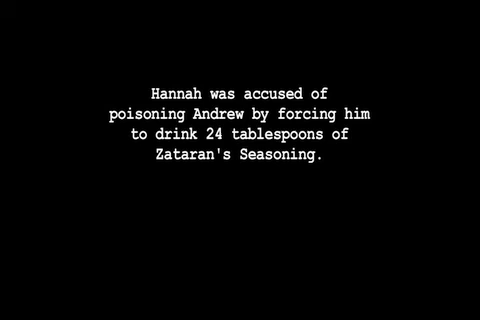 Hannah was accused of
poisoning Andrew by forcing him
to drink 24 tablespoons of
Zataran's Seasoning.